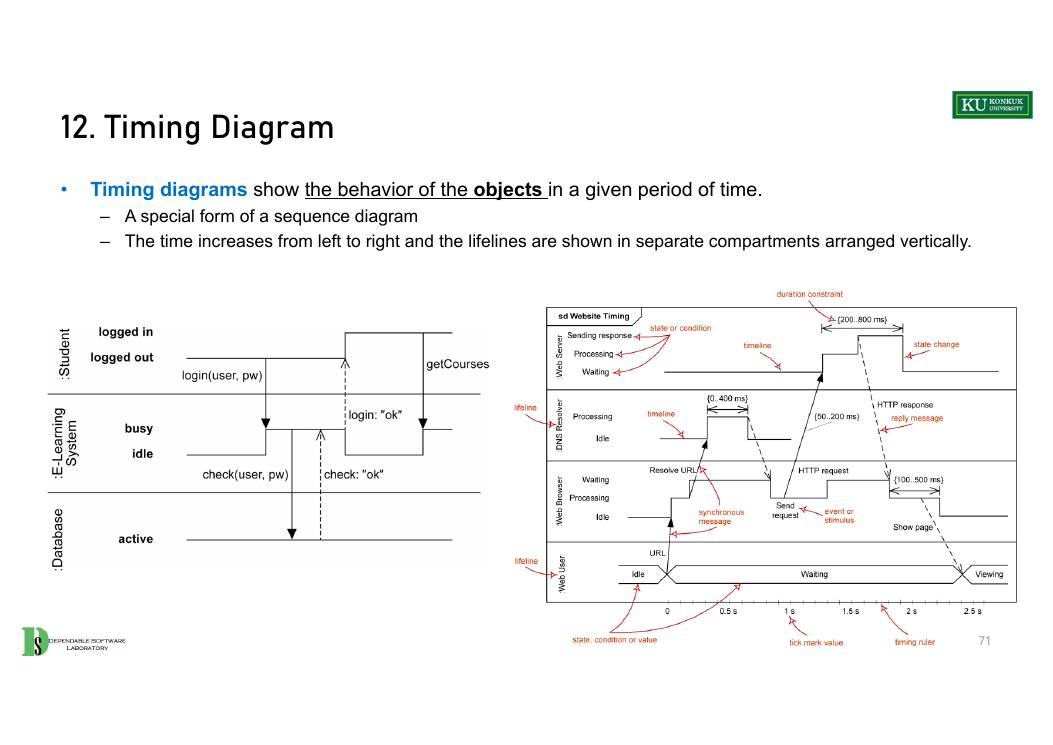 KU KONKUK UNIVERSITY
12. Timing Diagram
• Timing diagrams show the behavior of the objects in a given period of time.
– A special form of a sequence diagram
– The time increases from left to right and the lifelines are shown in separate compartments arranged vertically.
:Student
logged in
logged out
login(user, pw)
getCourses
:E-Learning
System
busy
idle
login: "ok"
check(user, pw)
check: "ok"
:Database
active
duration constraint
sd Website Timing
state or condition
{200..800 ms}
:Web Server
Sending response
Processing
Waiting
timeline
state change
lifeline
:DNS Resolver
{0..400 ms}
Processing
Idle
timeline
{50..200 ms}
HTTP response
reply message
:Web Browser
Resolve URL
Waiting
Processing
Idle
HTTP request
{100..500 ms}
synchronous
message
Send
request
event or
stimulus
Show page
lifeline
:Web User
URL
Idle
Waiting
Viewing
0
0.5 s
1 s
1.5 s
2 s
2.5 s
state, condition or value
tick mark value
timing ruler
DS
DEPENDABLE SOFTWARE
LABORATORY
71